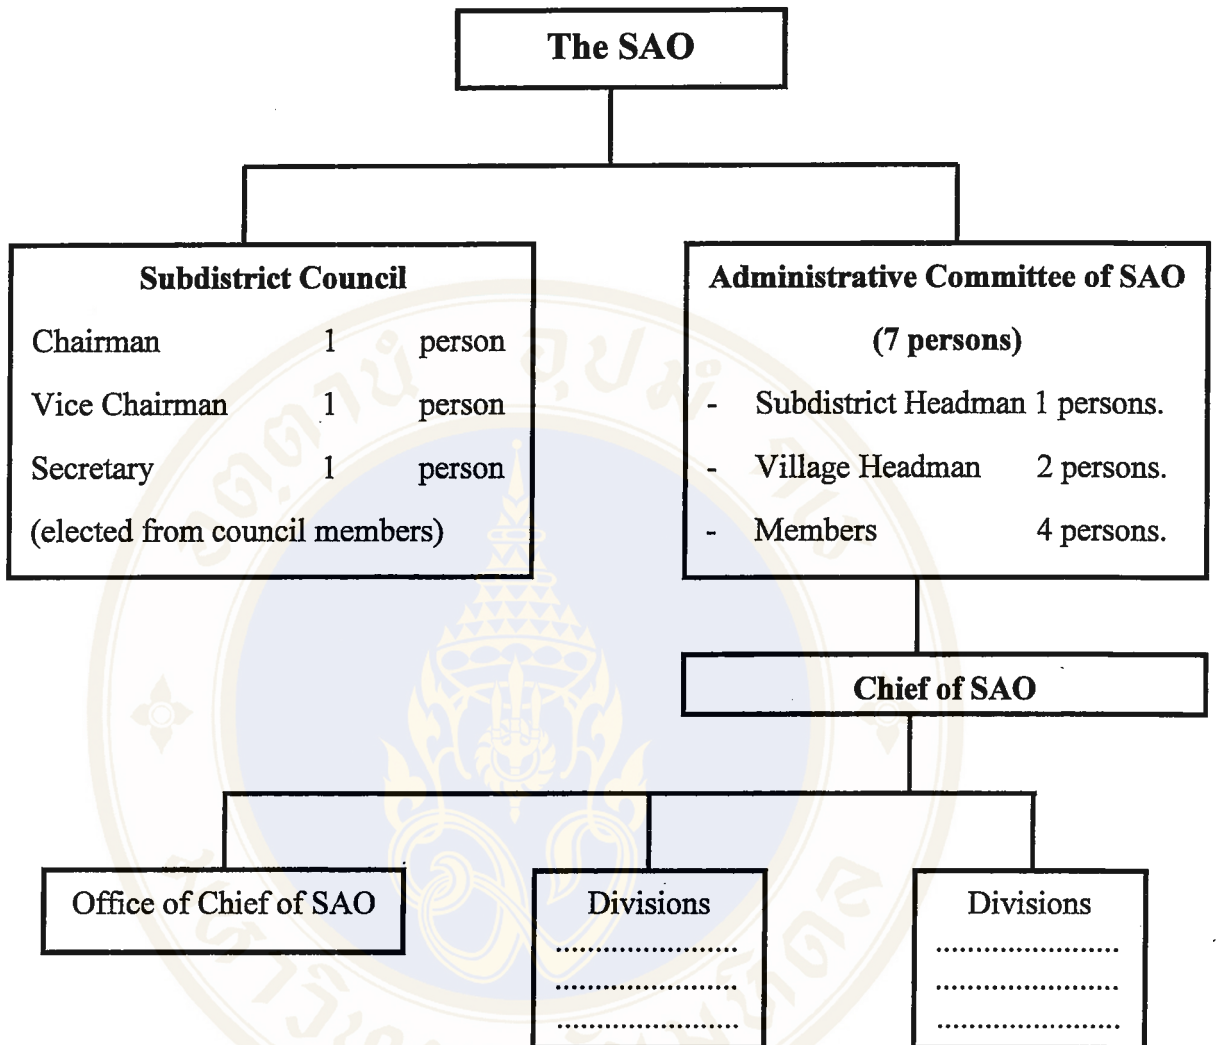 The SAO
Subdistrict Council
Chairman 1 person
Vice Chairman 1 person
Secretary 1 person
(elected from council members)
Administrative Committee of SAO
(7 persons)
- Subdistrict Headman 1 persons.
- Village Headman 2 persons.
- Members 4 persons.
Chief of SAO
Office of Chief of SAO
Divisions
.....................
.....................
.....................
Divisions
.....................
.....................
.....................